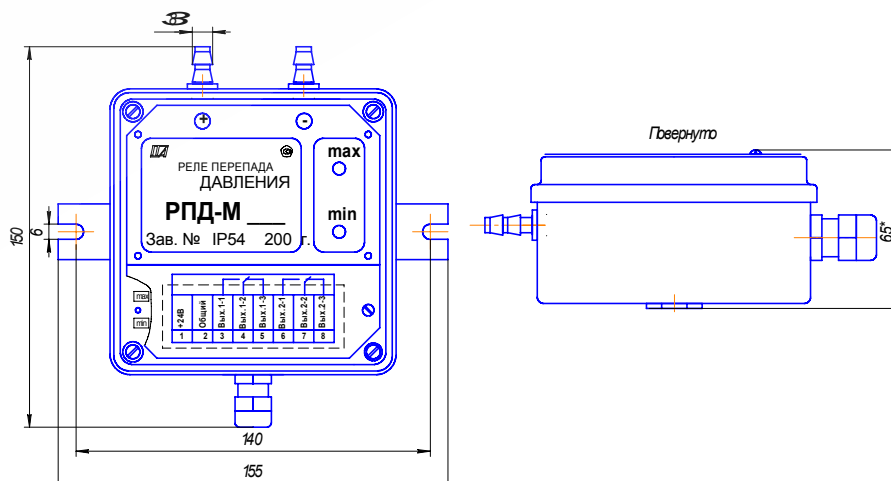 +
-
РЕЛЕ ПЕРЕПАДА
ДАВЛЕНИЯ
РПД-М ___
Зав. № IP54 200 г.
max
min
max
min
+24В
Общий
Вых.1-1
Вых.1-2
Вых.1-3
Вых.2-1
Вых.2-2
Вых.2-3
1 2 3 4 5 6 7 8
150
6
140
155
Повернуто
65*